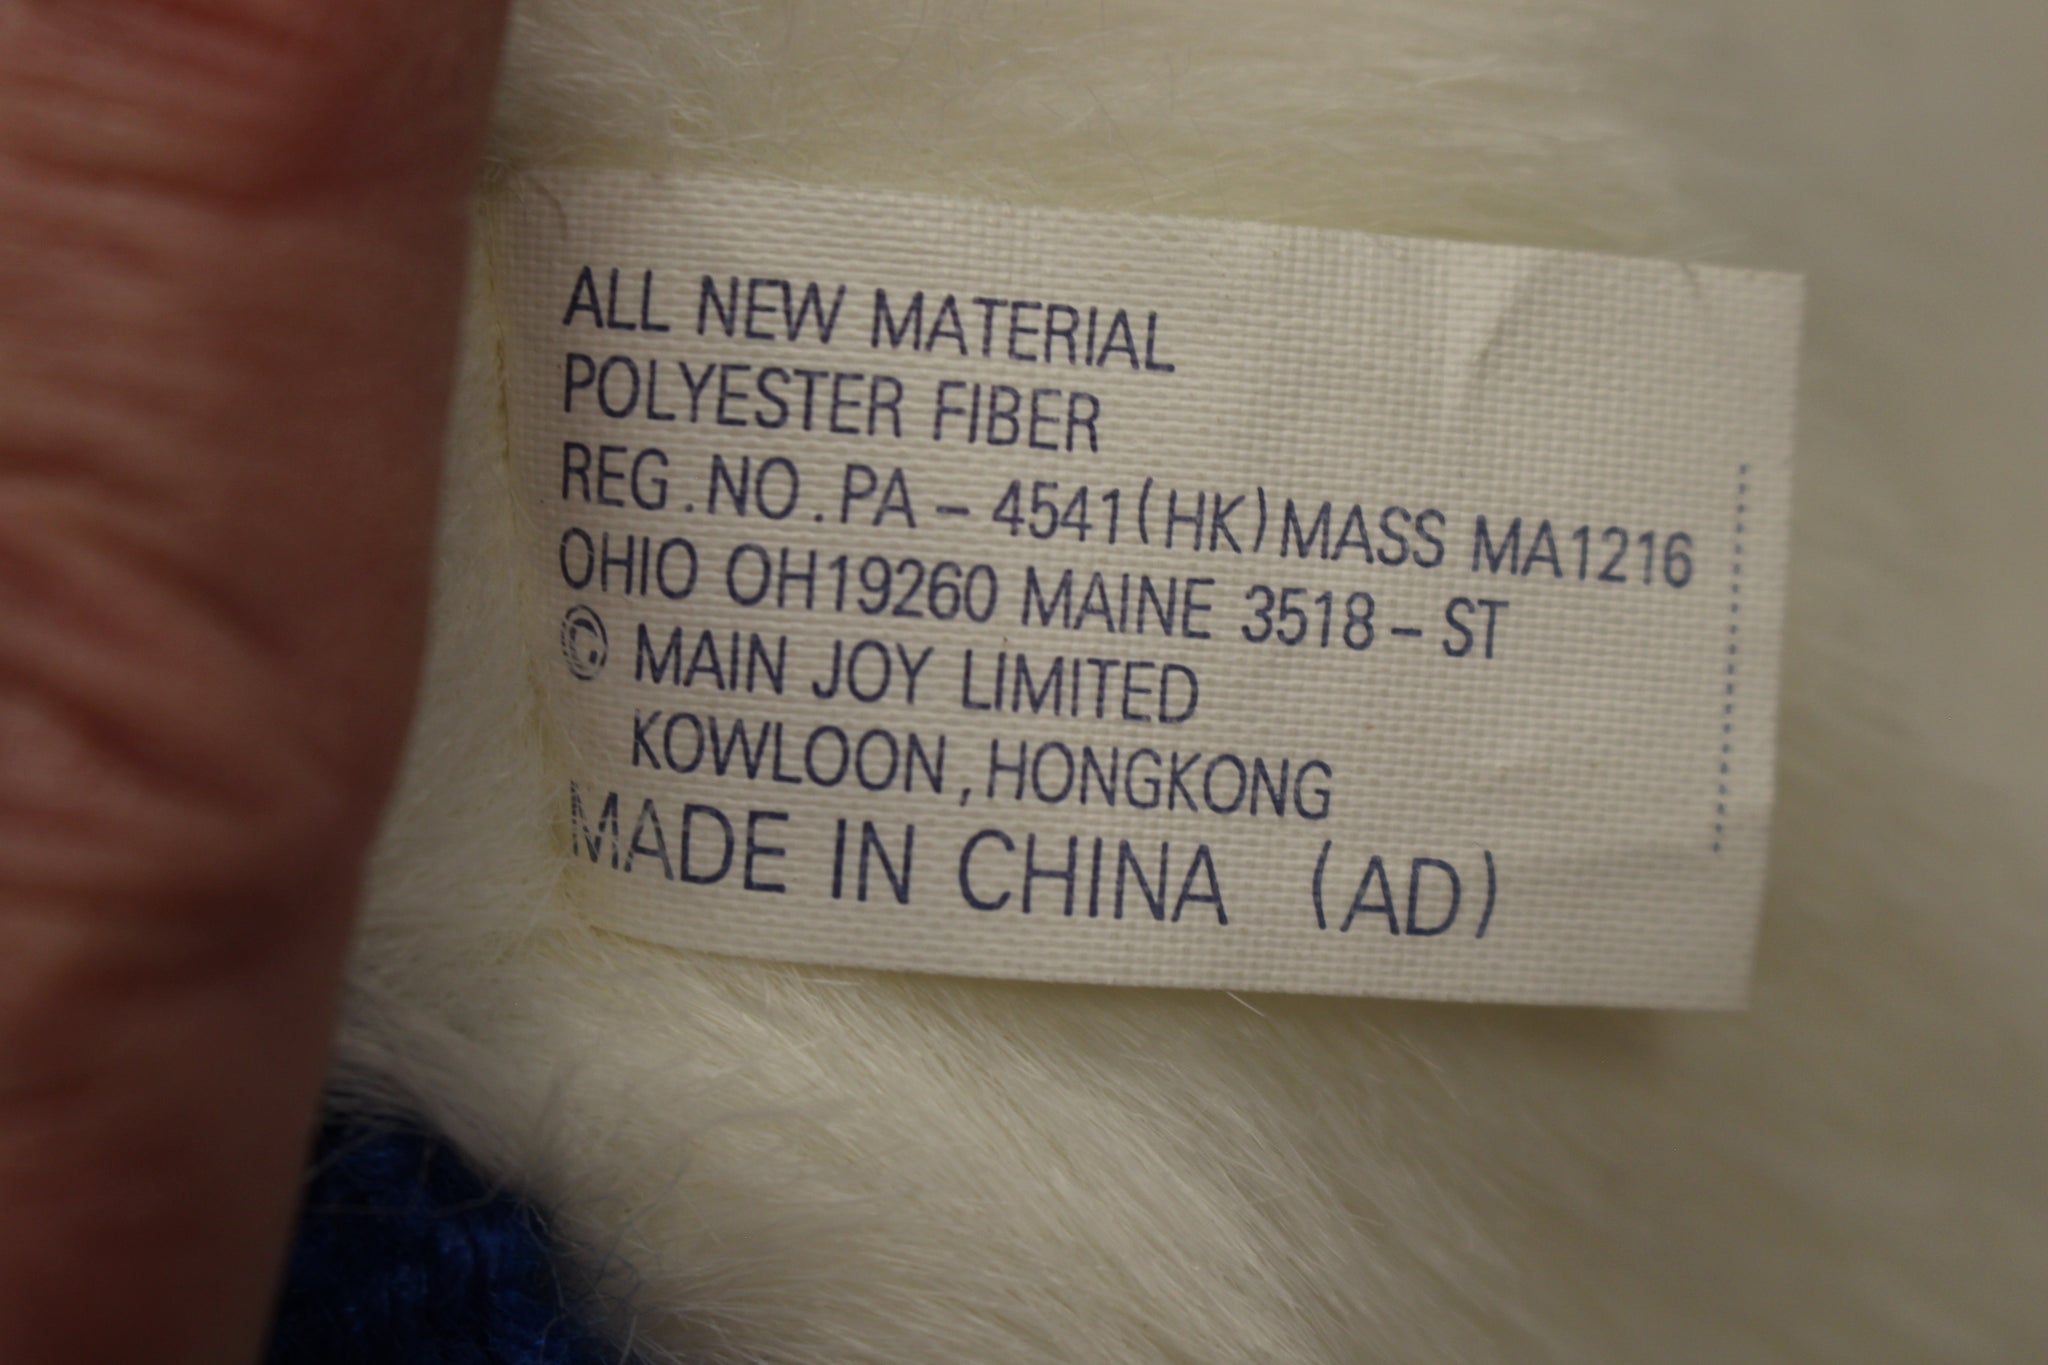 ALL NEW MATERIAL
POLYESTER FIBER
REG.NO.PA-4541(HK)MASS MA1216
OHIO OH19260 MAINE 3518-ST
© MAIN JOY LIMITED
KOWLOON,HONGKONG
MADE IN CHINA (AD)